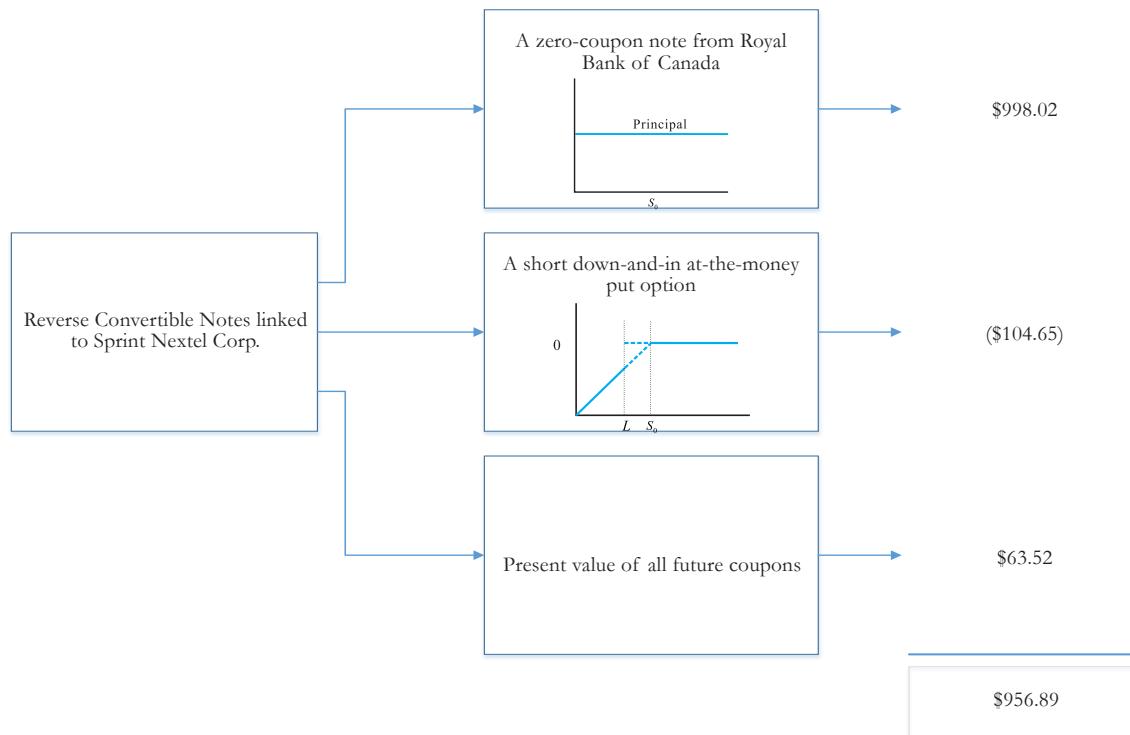 A zero-coupon note from Royal
Bank of Canada
Principal
S₀
$998.02
Reverse Convertible Notes linked
to Sprint Nextel Corp.
A short down-and-in at-the-money
put option
0
L
S₀
($104.65)
Present value of all future coupons
$63.52
$956.89